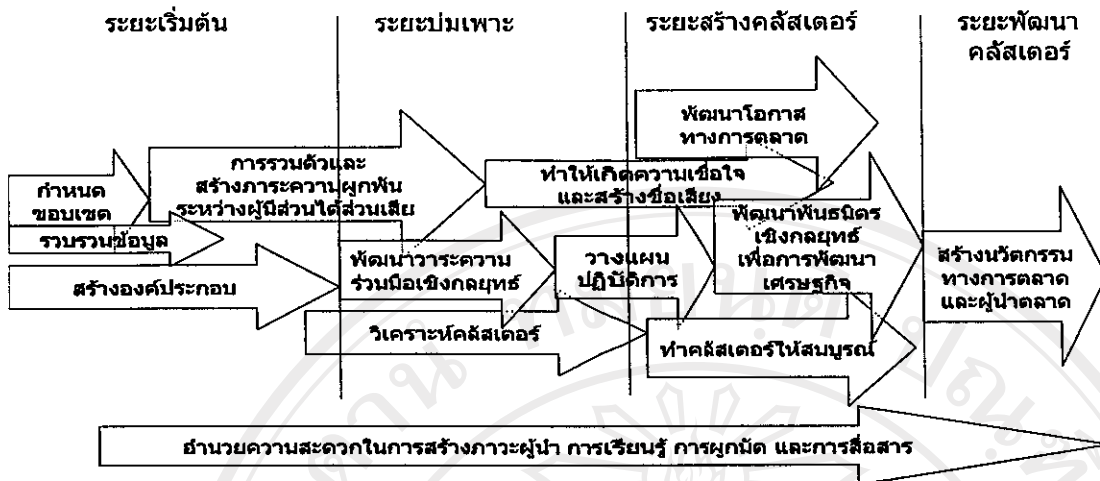 ระยะเริ่มต้น
ระยะบ่มเพาะ
ระยะสร้างคลัสเตอร์
ระยะพัฒนา
คลัสเตอร์
พัฒนาโอกาส
ทางการตลาด
การรวมตัวและ
สร้างภาระความผูกพัน
ระหว่างผู้มีส่วนได้ส่วนเสีย
ทำให้เกิดความเชื่อใจ
และสร้างชื่อเสียง
กำหนด
ขอบเขต
รวบรวมข้อมูล
สร้างองค์ประกอบ
พัฒนาวาระความ
ร่วมมือเชิงกลยุทธ์
วางแผน
ปฏิบัติการ
พัฒนาพันธมิตร
เชิงกลยุทธ์
เพื่อการพัฒนา
เศรษฐกิจ
สร้างนวัตกรรม
ทางการตลาด
และผู้นำตลาด
วิเคราะห์คลัสเตอร์
ทำคลัสเตอร์ให้สมบูรณ์
อำนวยความสะดวกในการสร้างภาวะผู้นำ การเรียนรู้ การผูกมัด และการสื่อสาร